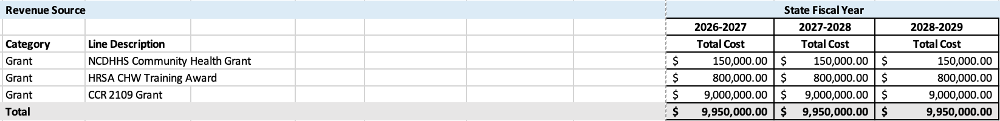 Revenue Source State Fiscal Year
2026-2027 2027-2028 2028-2029
Category Line Description Total Cost Total Cost Total Cost
Grant NCDHHS Community Health Grant $ 150,000.00 $ 150,000.00 $ 150,000.00
Grant HRSA CHW Training Award $ 800,000.00 $ 800,000.00 $ 800,000.00
Grant CCR 2109 Grant $ 9,000,000.00 $ 9,000,000.00 $ 9,000,000.00
Total $ 9,950,000.00 $ 9,950,000.00 $ 9,950,000.00